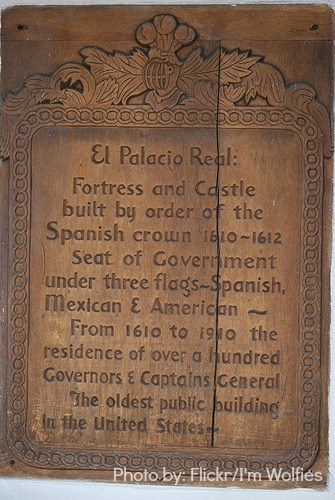 El Palacio Real:
Fortress and Castle
built by order of the
Spanish crown 1610~1612
Seat of Government
under three flags~Spanish,
Mexican & American ~
From 1610 to 1910 the
residence of over a hundred
Governors & Captains General
The oldest public building
in the United States~
Photo by: Flickr/I'm Wolfies